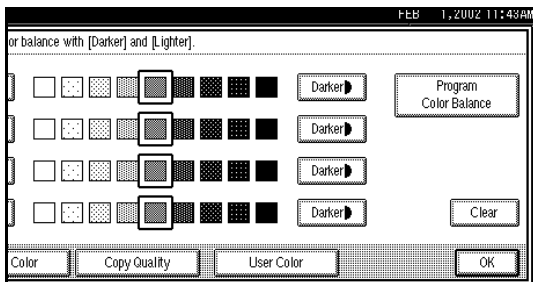 FEB 1,2002 11:43AM
or balance with [Darker] and [Lighter].
Darker
Program
Color Balance
Darker
Darker
Darker
Clear
Color
Copy Quality
User Color
OK